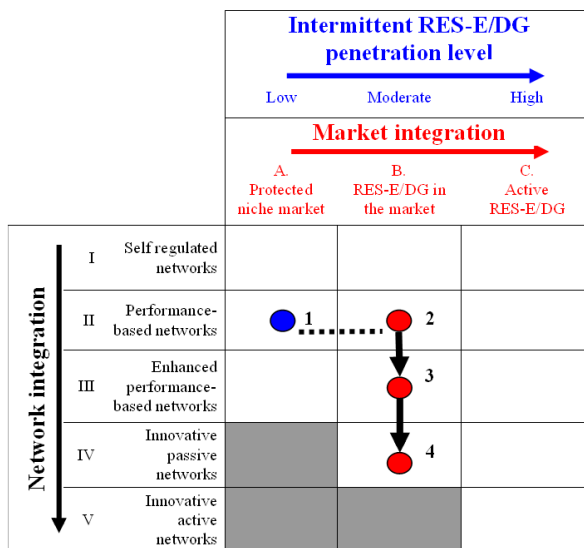 Intermittent RES-E/DG
penetration level
Low Moderate High
Market integration
A. B. C.
Protected RES-E/DG in Active
niche market the market RES-E/DG
Network integration
I Self regulated
networks
II Performance-
based networks
1 2
III Enhanced
performance-
based networks
3
IV Innovative
passive
networks
4
V Innovative
active
networks